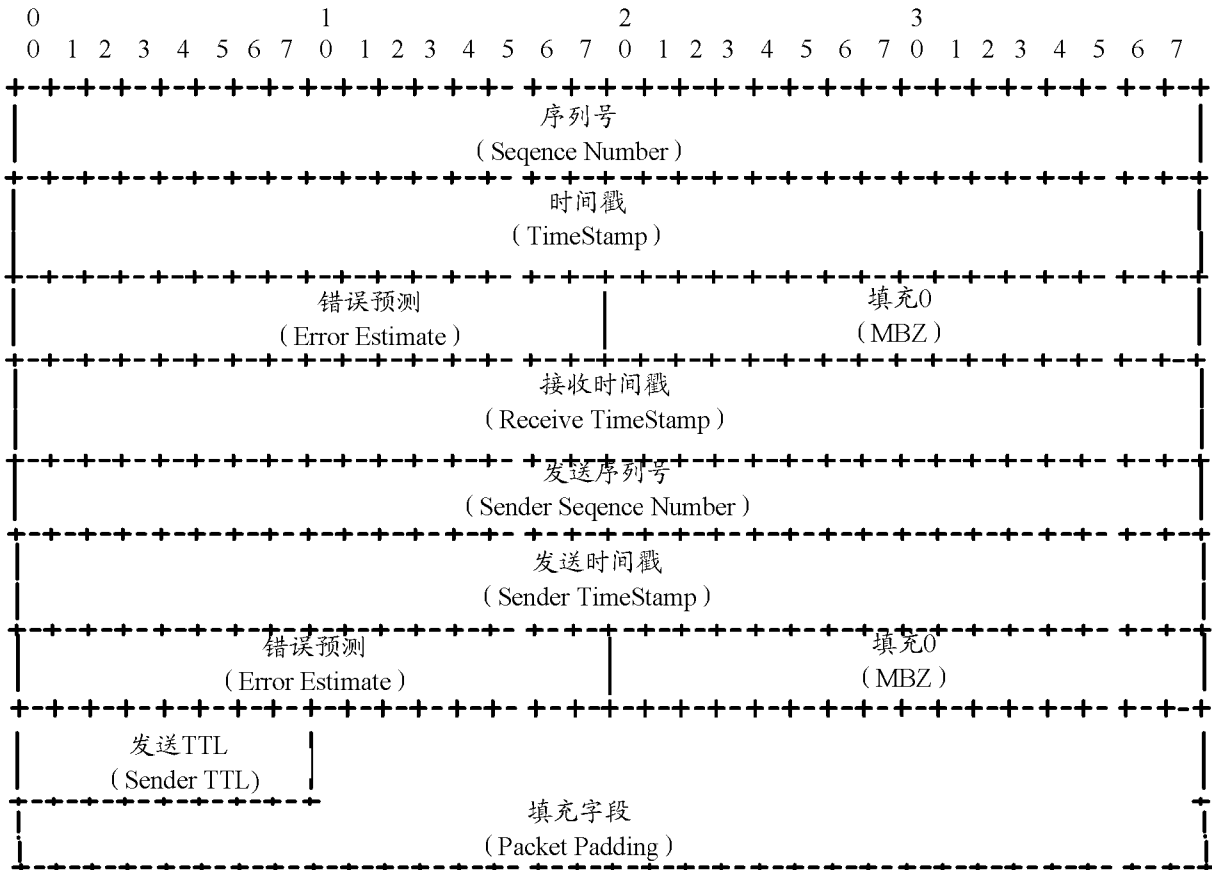 0 1 2 3
0 1 2 3 4 5 6 7 0 1 2 3 4 5 6 7 0 1 2 3 4 5 6 7 0 1 2 3 4 5 6 7
序列号
(Seqence Number)
时间戳
(TimeStamp)
错误预测 填充0
(Error Estimate) (MBZ)
接收时间戳
(Receive TimeStamp)
发送序列号
(Sender Seqence Number)
发送时间戳
(Sender TimeStamp)
错误预测 填充0
(Error Estimate) (MBZ)
发送TTL
(Sender TTL)
填充字段
(Packet Padding)